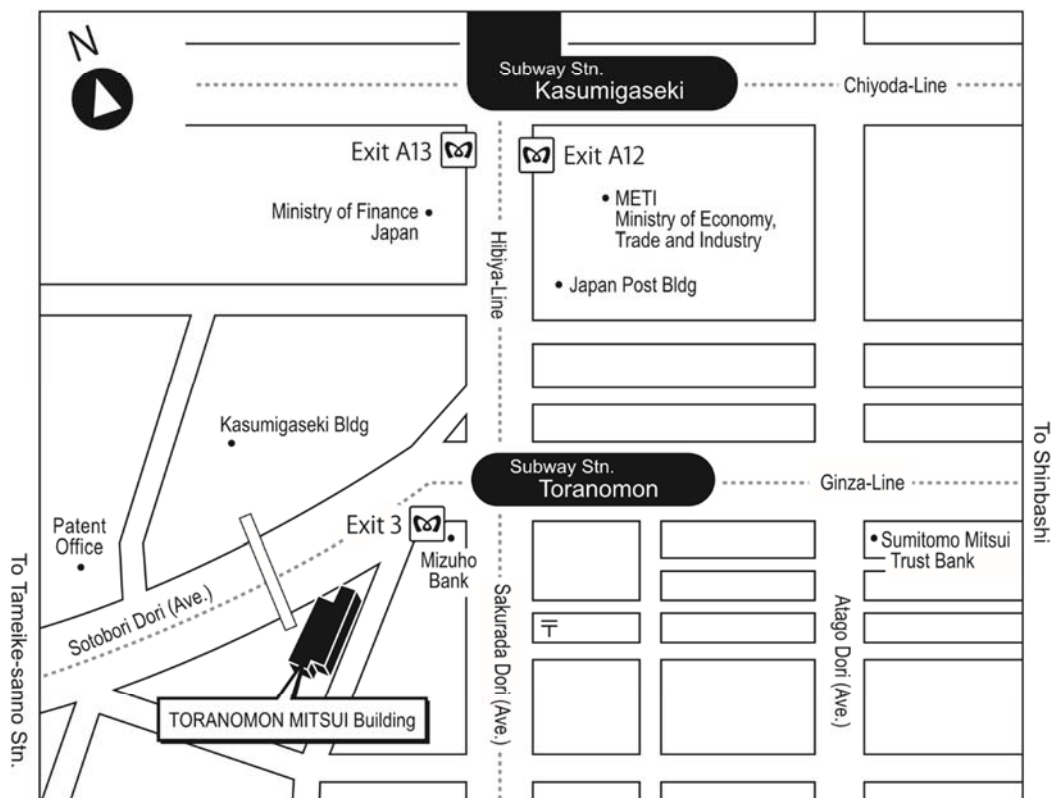 N
Subway Stn.
Kasumigaseki
Chiyoda-Line
Exit A13
Exit A12
Ministry of Finance
Japan
METI
Ministry of Economy,
Trade and Industry
Hibiya-Line
Japan Post Bldg
Kasumigaseki Bldg
To Shinbashi
Subway Stn.
Toranomon
Ginza-Line
Exit 3
Patent
Office
Mizuho
Bank
Sumitomo Mitsui
Trust Bank
To Tameike-sanno Stn.
Sotobori Dori (Ave.)
Sakurada Dori (Ave.)
Atago Dori (Ave.)
〒
TORANOMON MITSUI Building